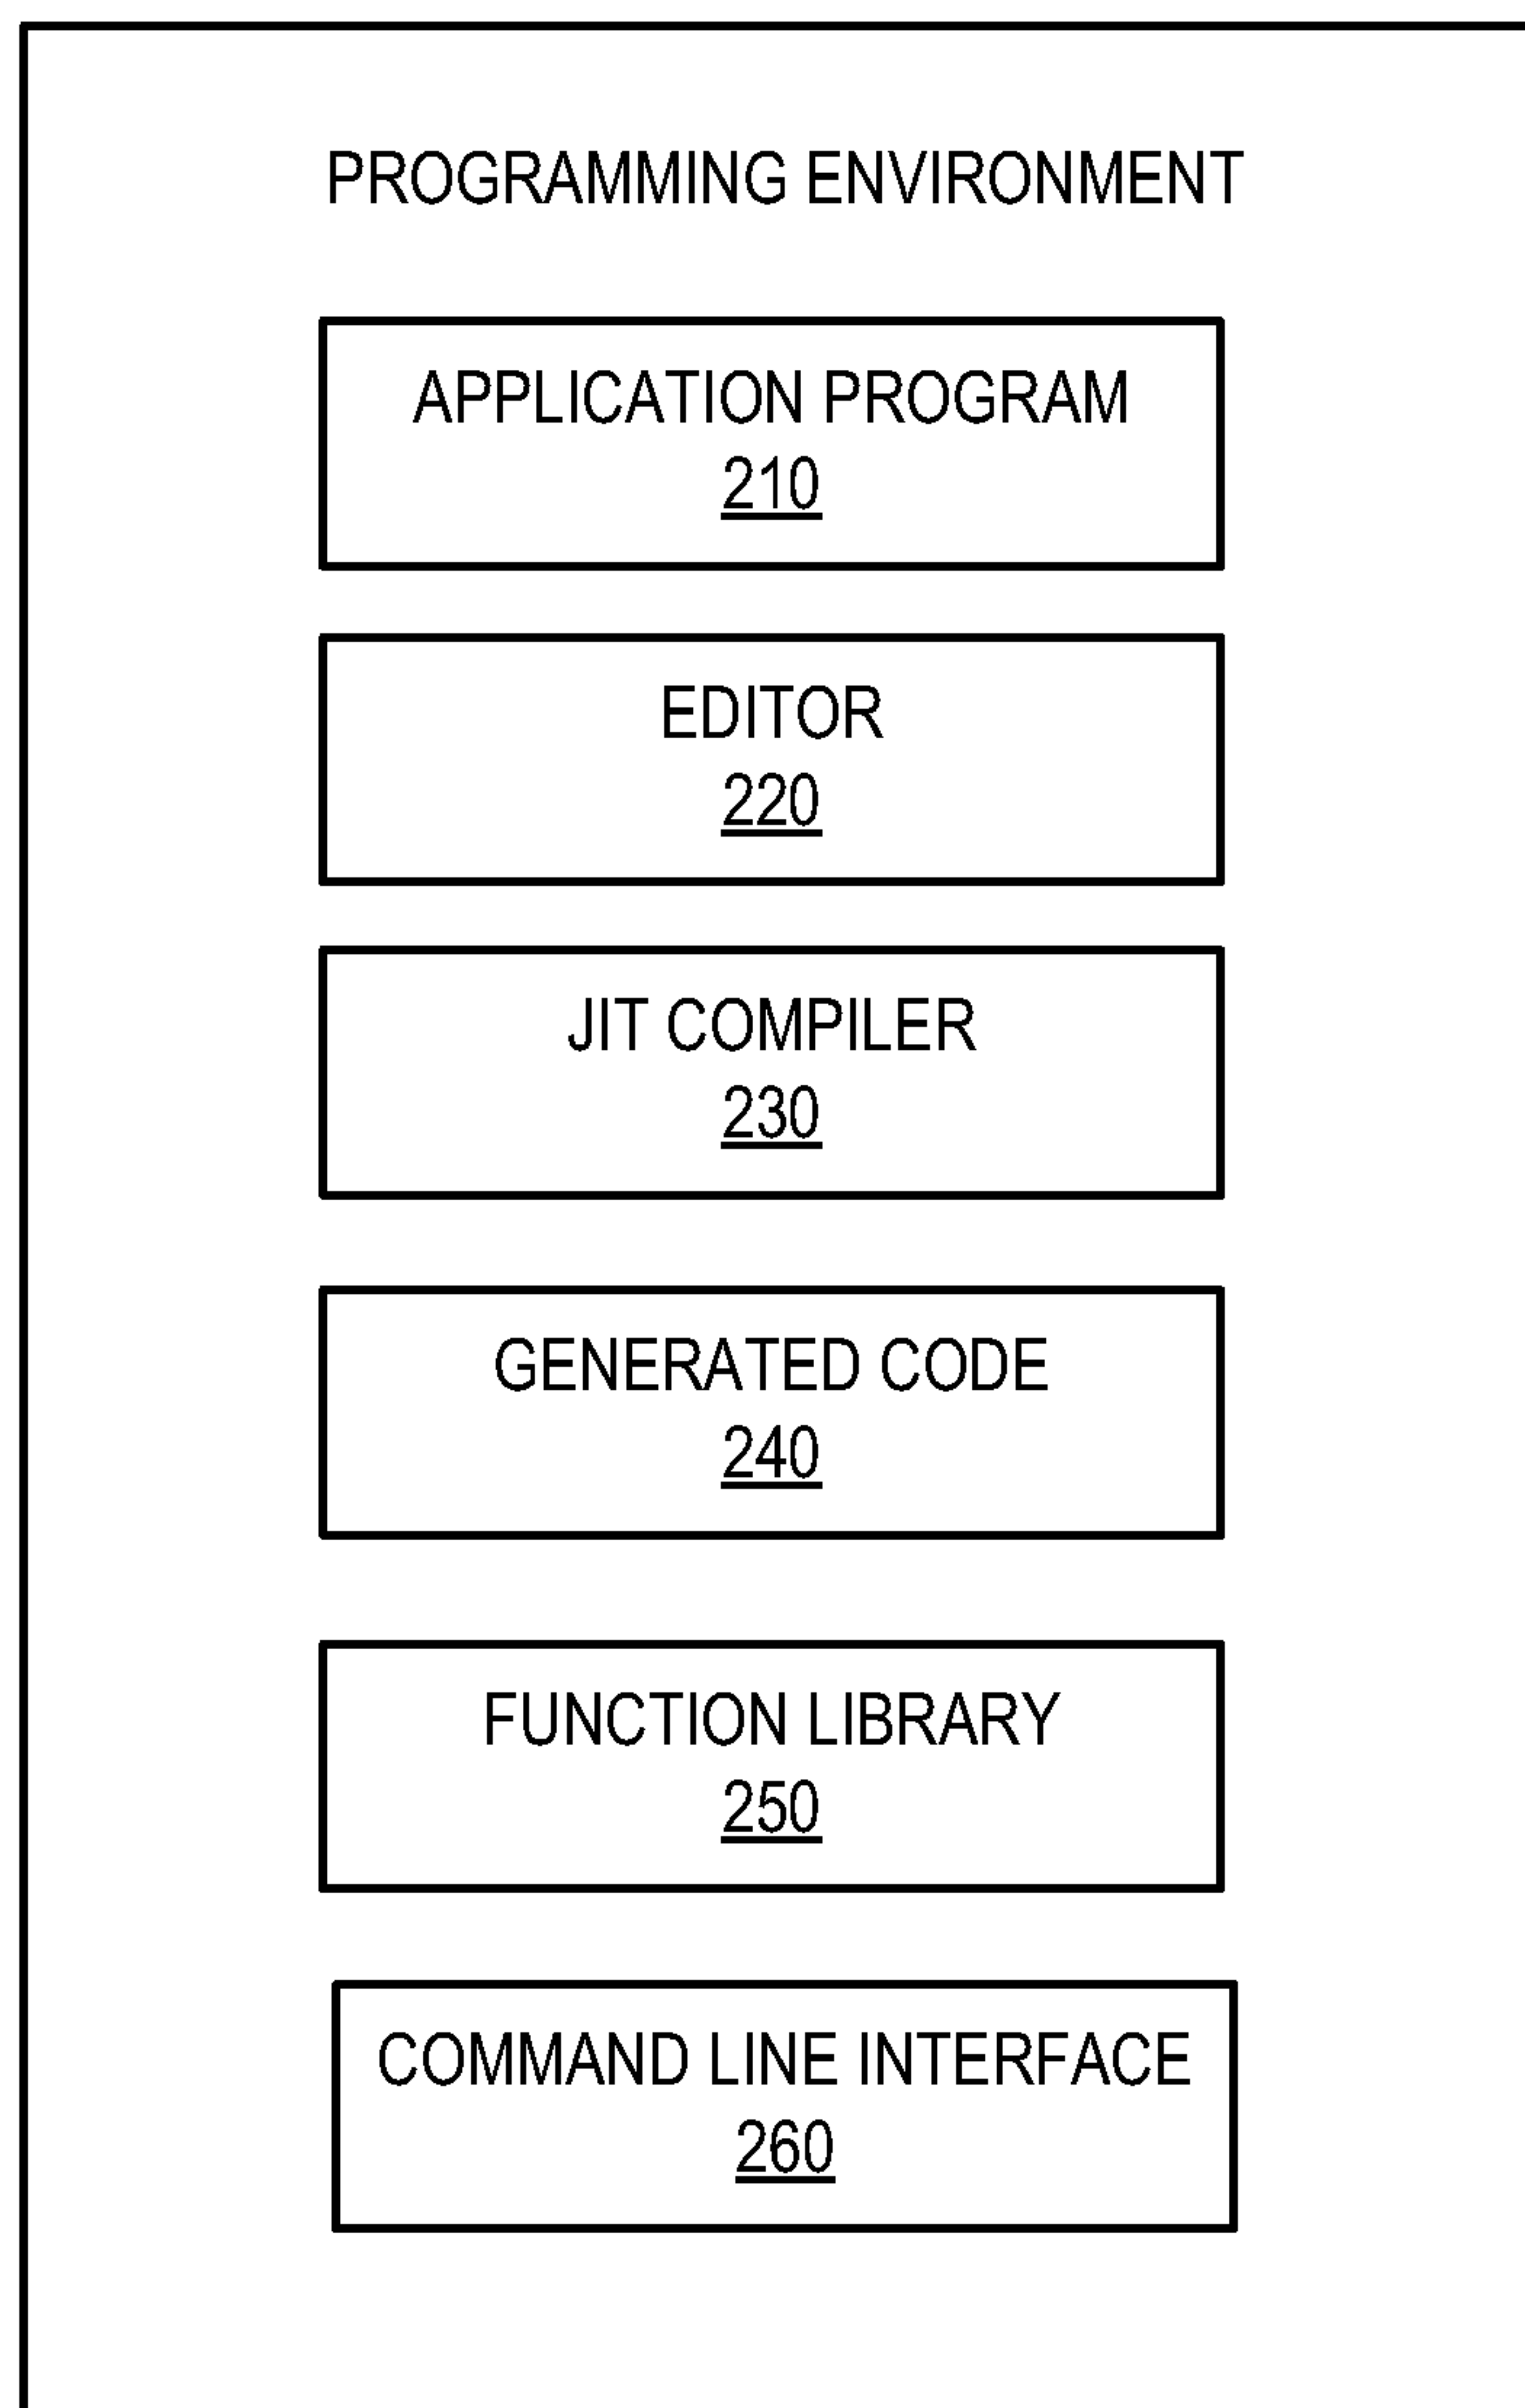 PROGRAMMING ENVIRONMENT
APPLICATION PROGRAM
210
EDITOR
220
JIT COMPILER
230
GENERATED CODE
240
FUNCTION LIBRARY
250
COMMAND LINE INTERFACE
260